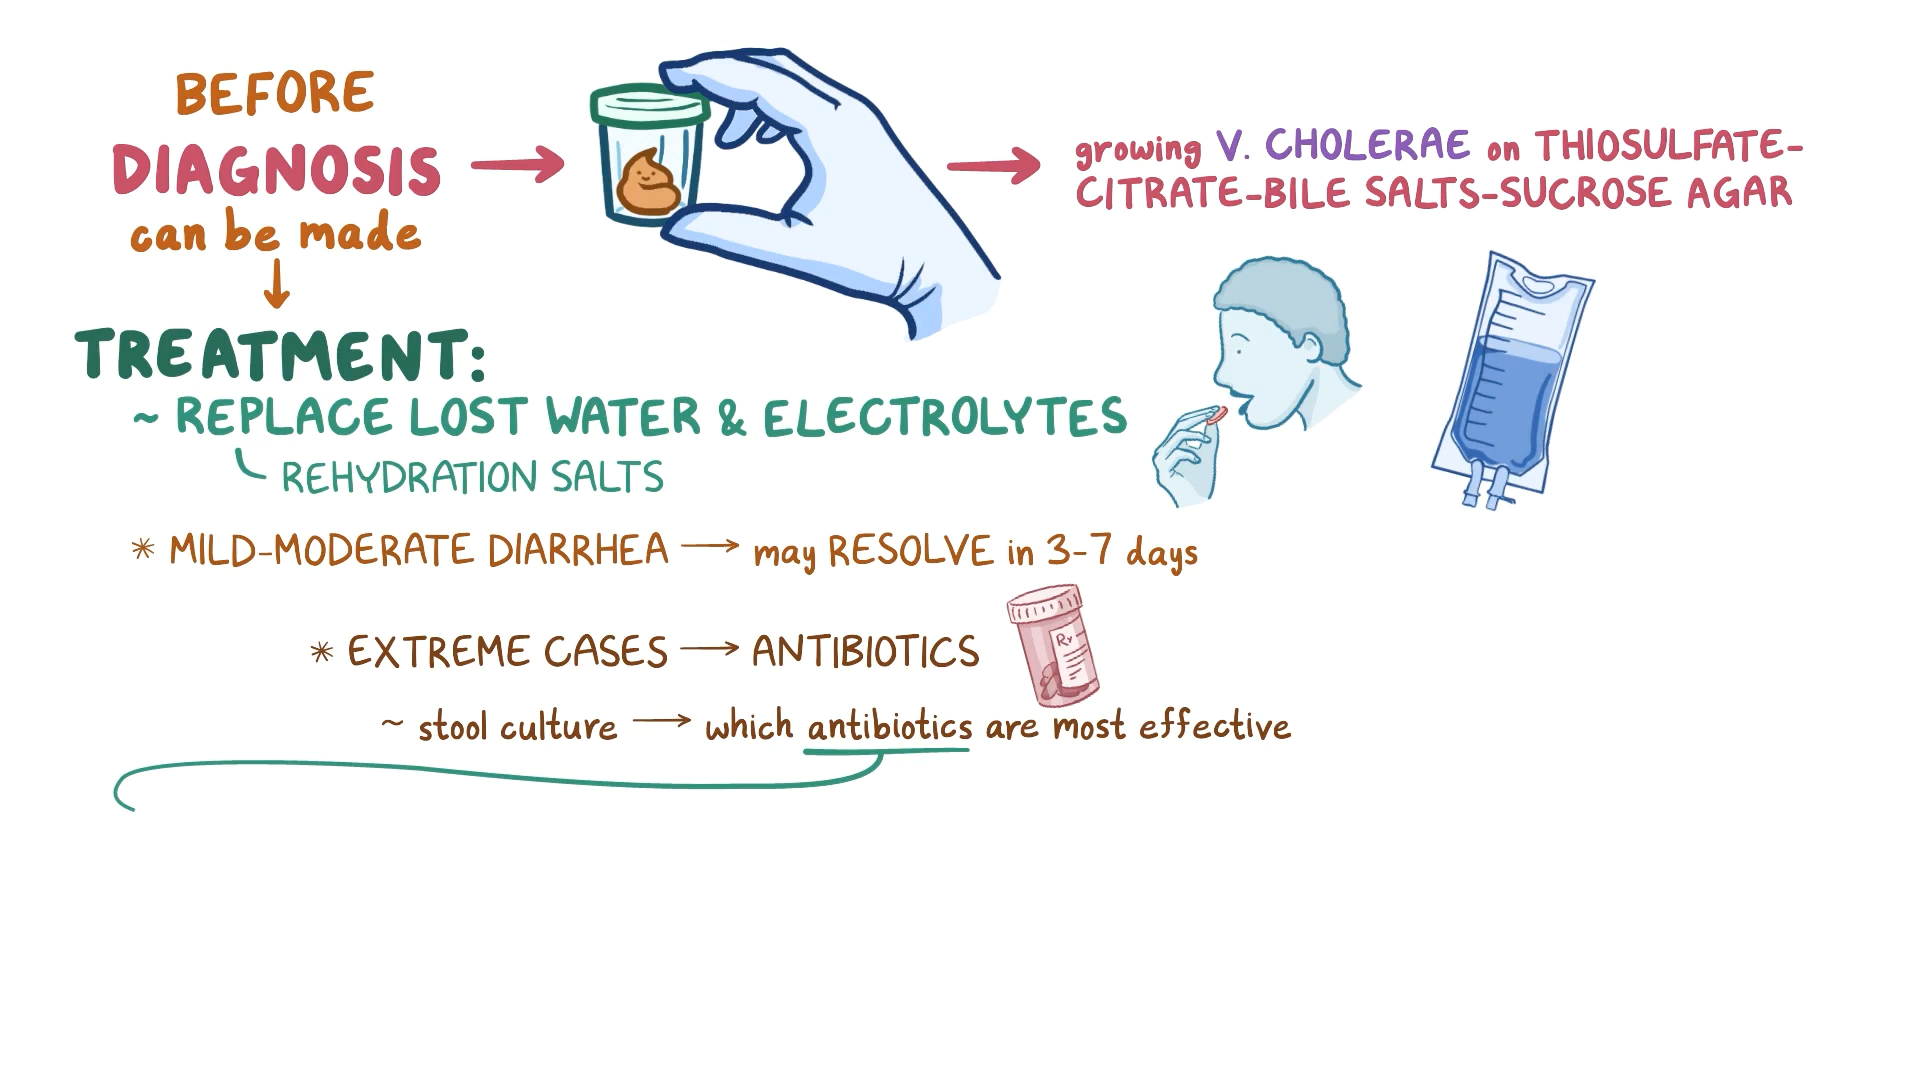 BEFORE
DIAGNOSIS
can be made
growing V. CHOLERAE on THIOSULFATE-
CITRATE-BILE SALTS-SUCROSE AGAR
TREATMENT:
~ REPLACE LOST WATER & ELECTROLYTES
REHYDRATION SALTS
* MILD-MODERATE DIARRHEA → may RESOLVE in 3-7 days
* EXTREME CASES → ANTIBIOTICS
Rx
~ stool culture → which antibiotics are most effective